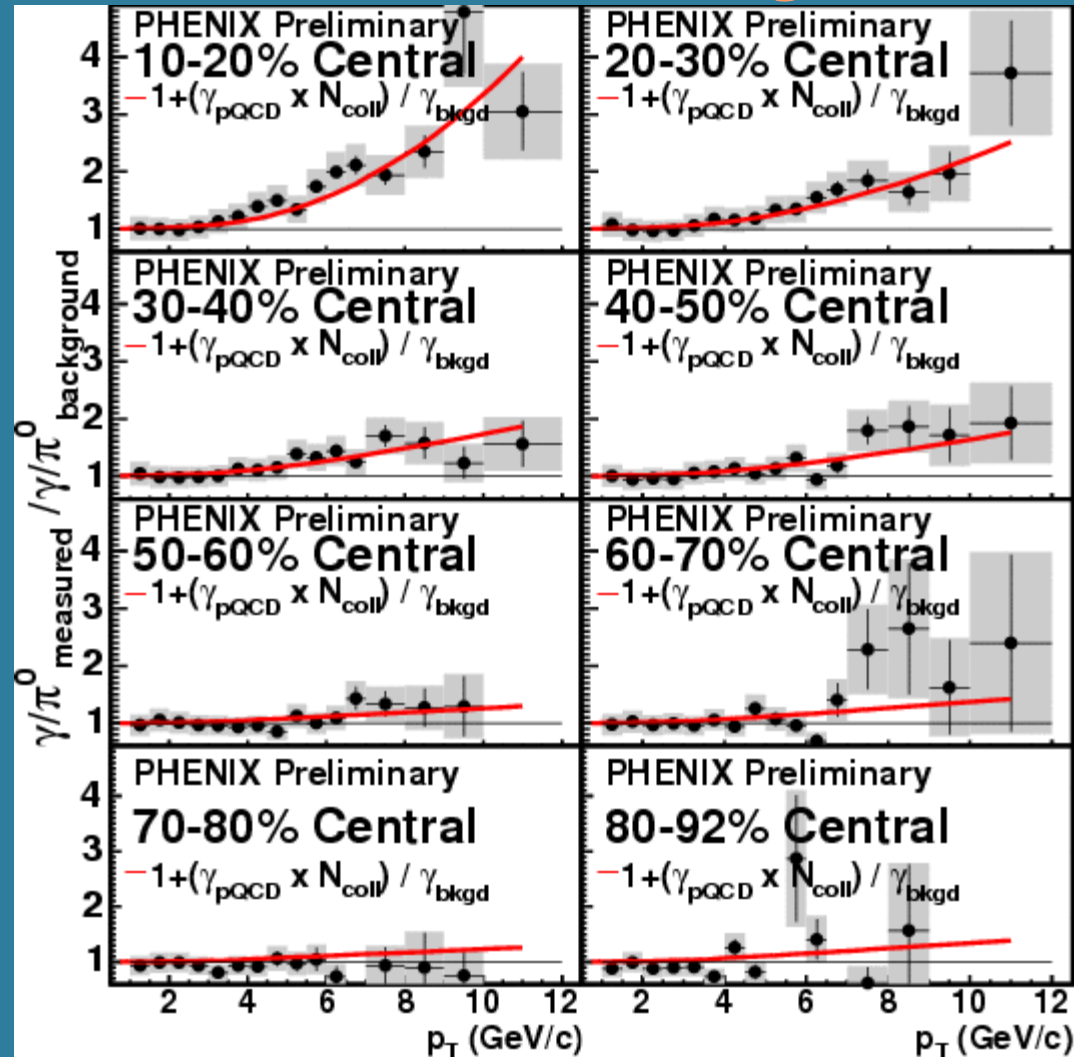 PHENIX Preliminary
10-20% Central
1+(γpQCD x Ncoll) / γbkgd
PHENIX Preliminary
20-30% Central
1+(γpQCD x Ncoll) / γbkgd
4
3
2
1
PHENIX Preliminary
30-40% Central
1+(γpQCD x Ncoll) / γbkgd
PHENIX Preliminary
40-50% Central
1+(γpQCD x Ncoll) / γbkgd
4
3
2
1
γ/π0 measured / γ/π0 background
PHENIX Preliminary
50-60% Central
1+(γpQCD x Ncoll) / γbkgd
PHENIX Preliminary
60-70% Central
1+(γpQCD x Ncoll) / γbkgd
4
3
2
1
PHENIX Preliminary
70-80% Central
1+(γpQCD x Ncoll) / γbkgd
PHENIX Preliminary
80-92% Central
1+(γpQCD x Ncoll) / γbkgd
4
3
2
1
2 4 6 8 10 12
2 4 6 8 10 12
pT (GeV/c)
pT (GeV/c)